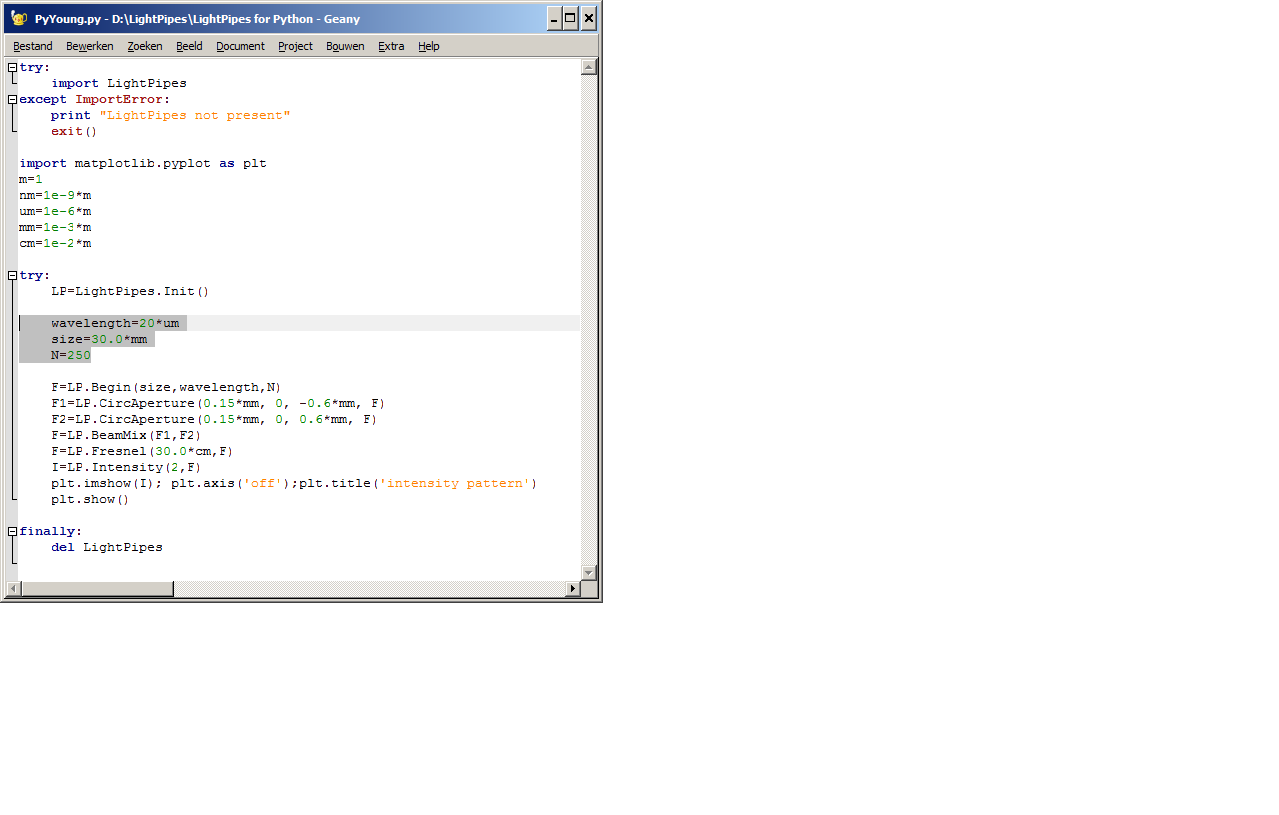 PyYoung.py - D:\LightPipes\LightPipes for Python - Geany
Bestand Bewerken Zoeken Beeld Document Project Bouwen Extra Help
try:
    import LightPipes
except ImportError:
    print "LightPipes not present"
    exit()
import matplotlib.pyplot as plt
m=1
nm=1e-9*m
um=1e-6*m
mm=1e-3*m
cm=1e-2*m
try:
    LP=LightPipes.Init()
    wavelength=20*um
    size=30.0*mm
    N=250
    F=LP.Begin(size,wavelength,N)
    F1=LP.CircAperture(0.15*mm, 0, -0.6*mm, F)
    F2=LP.CircAperture(0.15*mm, 0, 0.6*mm, F)
    F=LP.BeamMix(F1,F2)
    F=LP.Fresnel(30.0*cm,F)
    I=LP.Intensity(2,F)
    plt.imshow(I); plt.axis('off');plt.title('intensity pattern')
    plt.show()
finally:
    del LightPipes